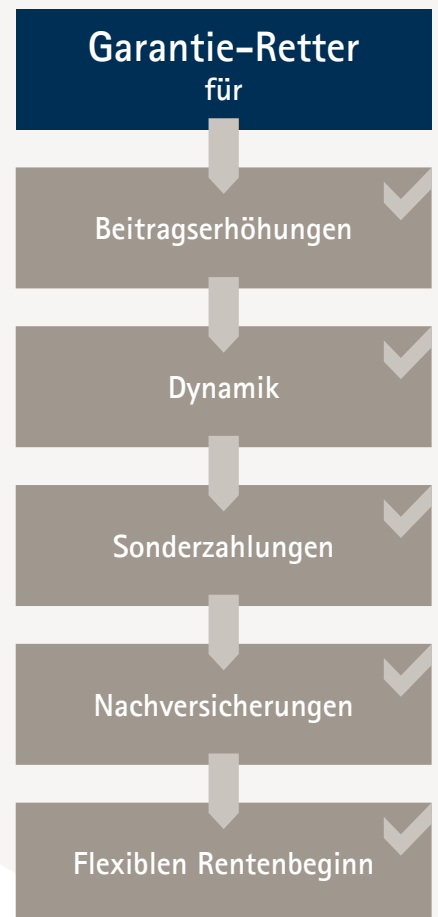 Garantie-Retter
für
Beitragserhöhungen
Dynamik
Sonderzahlungen
Nachversicherungen
Flexiblen Rentenbeginn